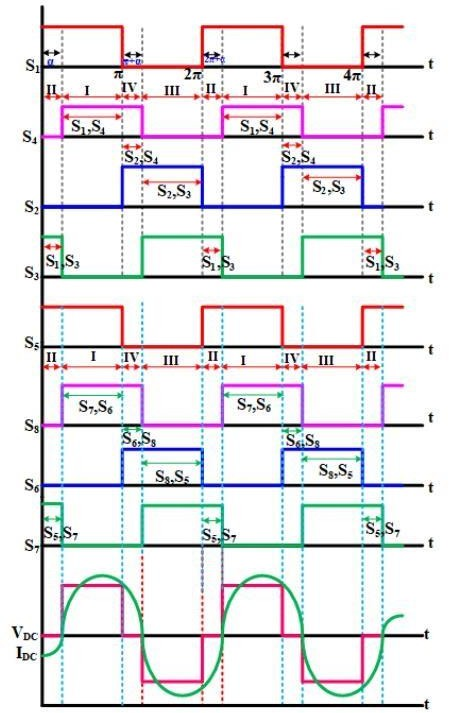 α π+α 2π+α
S1 π 2π 3π 4π t
II I IV III II I IV III II
S1,S4 S1,S4
S4 t
S2,S4 S2,S4
S2,S3 S2,S3
S2 t
S1,S3 S1,S3 S1,S3
S3 t
S5 t
II I IV III II I IV III II
S7,S6 S7,S6
S8 t
S6,S8 S6,S8
S8,S5 S8,S5
S6 t
S5,S7 S5,S7 S5,S7
S7 t
VDC t
IDC
t